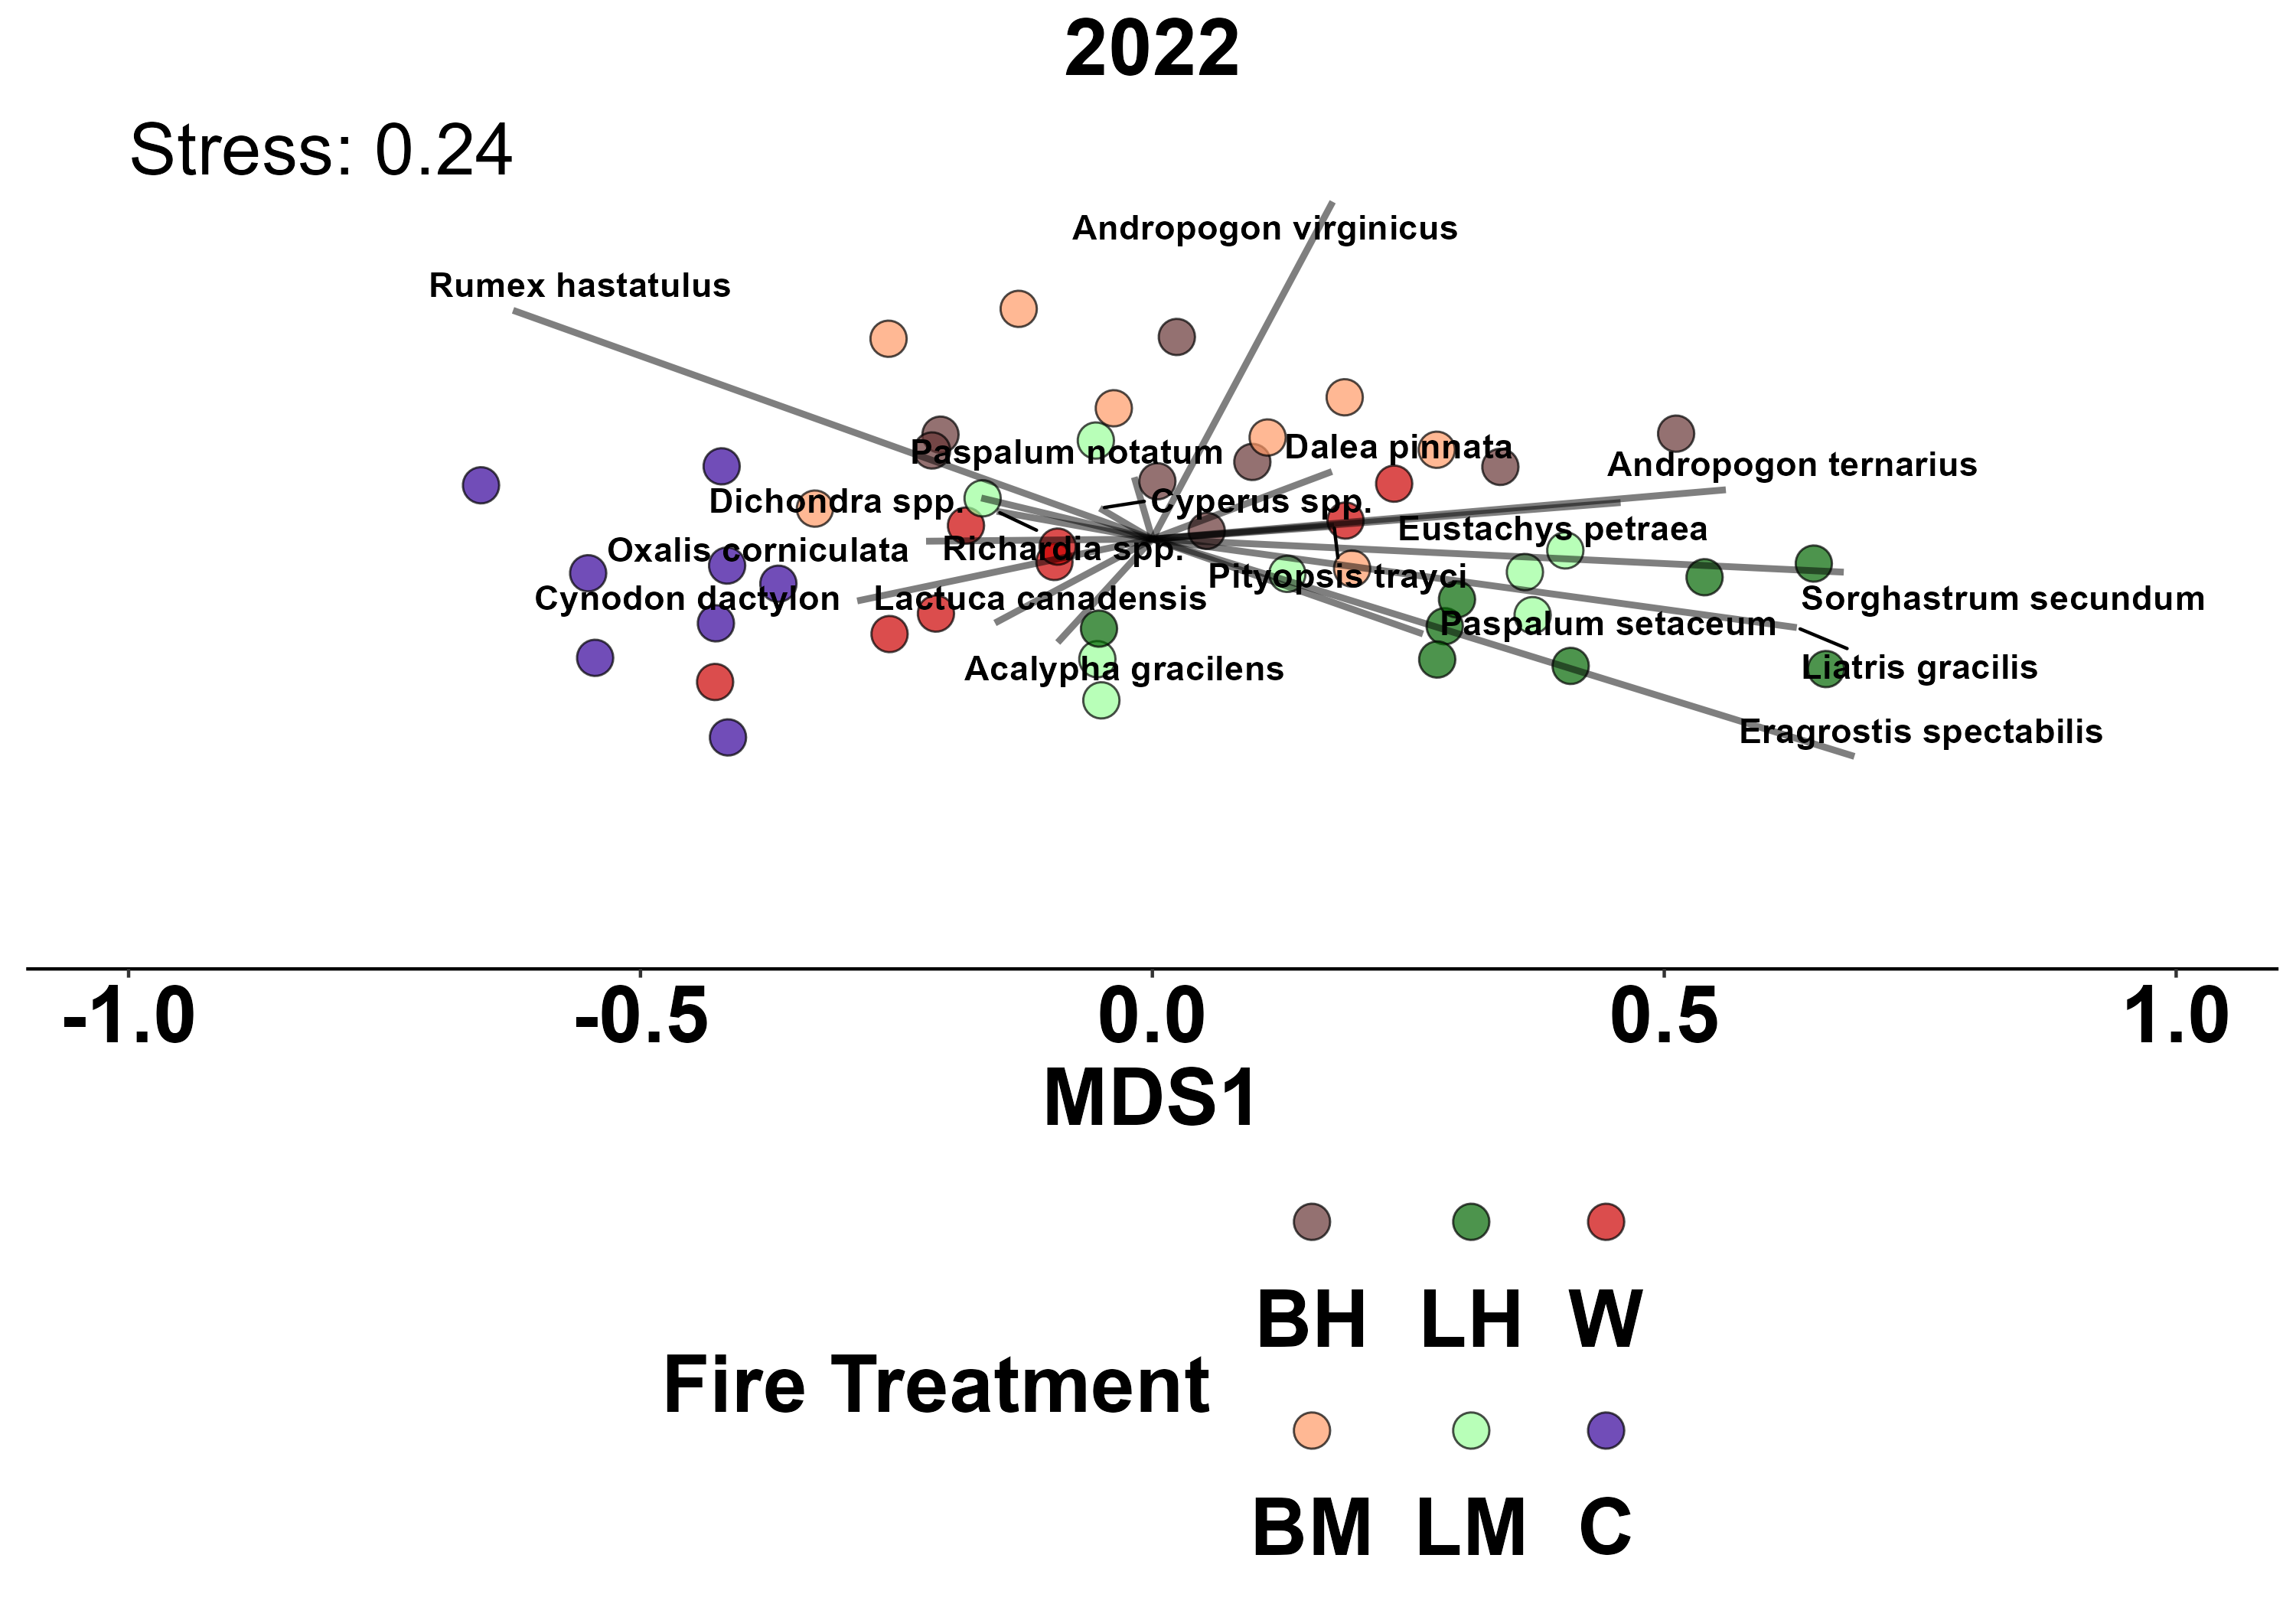 2022
Stress: 0.24
Andropogon virginicus
Rumex hastatulus
Paspalum notatum
Dalea pinnata
Andropogon ternarius
Dichondra spp.
Cyperus spp.
Eustachys petraea
Oxalis corniculata
Richardia spp.
Pityopsis trayci
Cynodon dactylon
Lactuca canadensis
Sorghastrum secundum
Paspalum setaceum
Acalypha gracilens
Liatris gracilis
Eragrostis spectabilis
-1.0 -0.5 0.0 0.5 1.0
MDS1
BH LH W
Fire Treatment
BM LM C